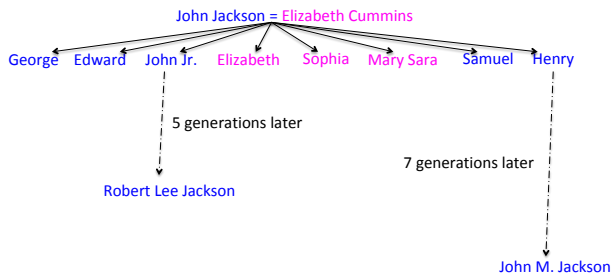 John Jackson = Elizabeth Cummins
George Edward John Jr. Elizabeth Sophia Mary Sara Samuel Henry
5 generations later
7 generations later
Robert Lee Jackson
John M. Jackson